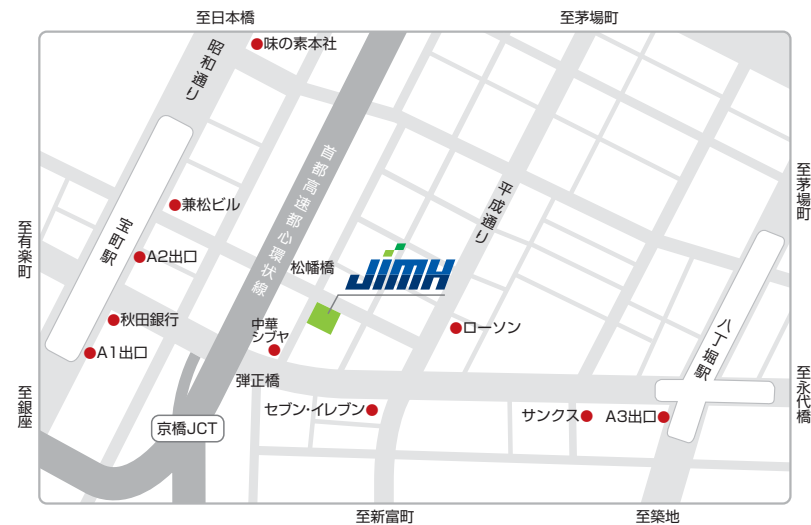 至日本橋
至茅場町
昭和通り
味の素本社
首都高速都心環状線
平成通り
至茅場町
兼松ビル
宝町駅
至有楽町
A2出口
松幡橋
JIMH
秋田銀行
中華
シブヤ
ローソン
八丁堀駅
A1出口
弾正橋
至銀座
至永代橋
セブン・イレブン
サンクス
A3出口
京橋JCT
至新富町
至築地